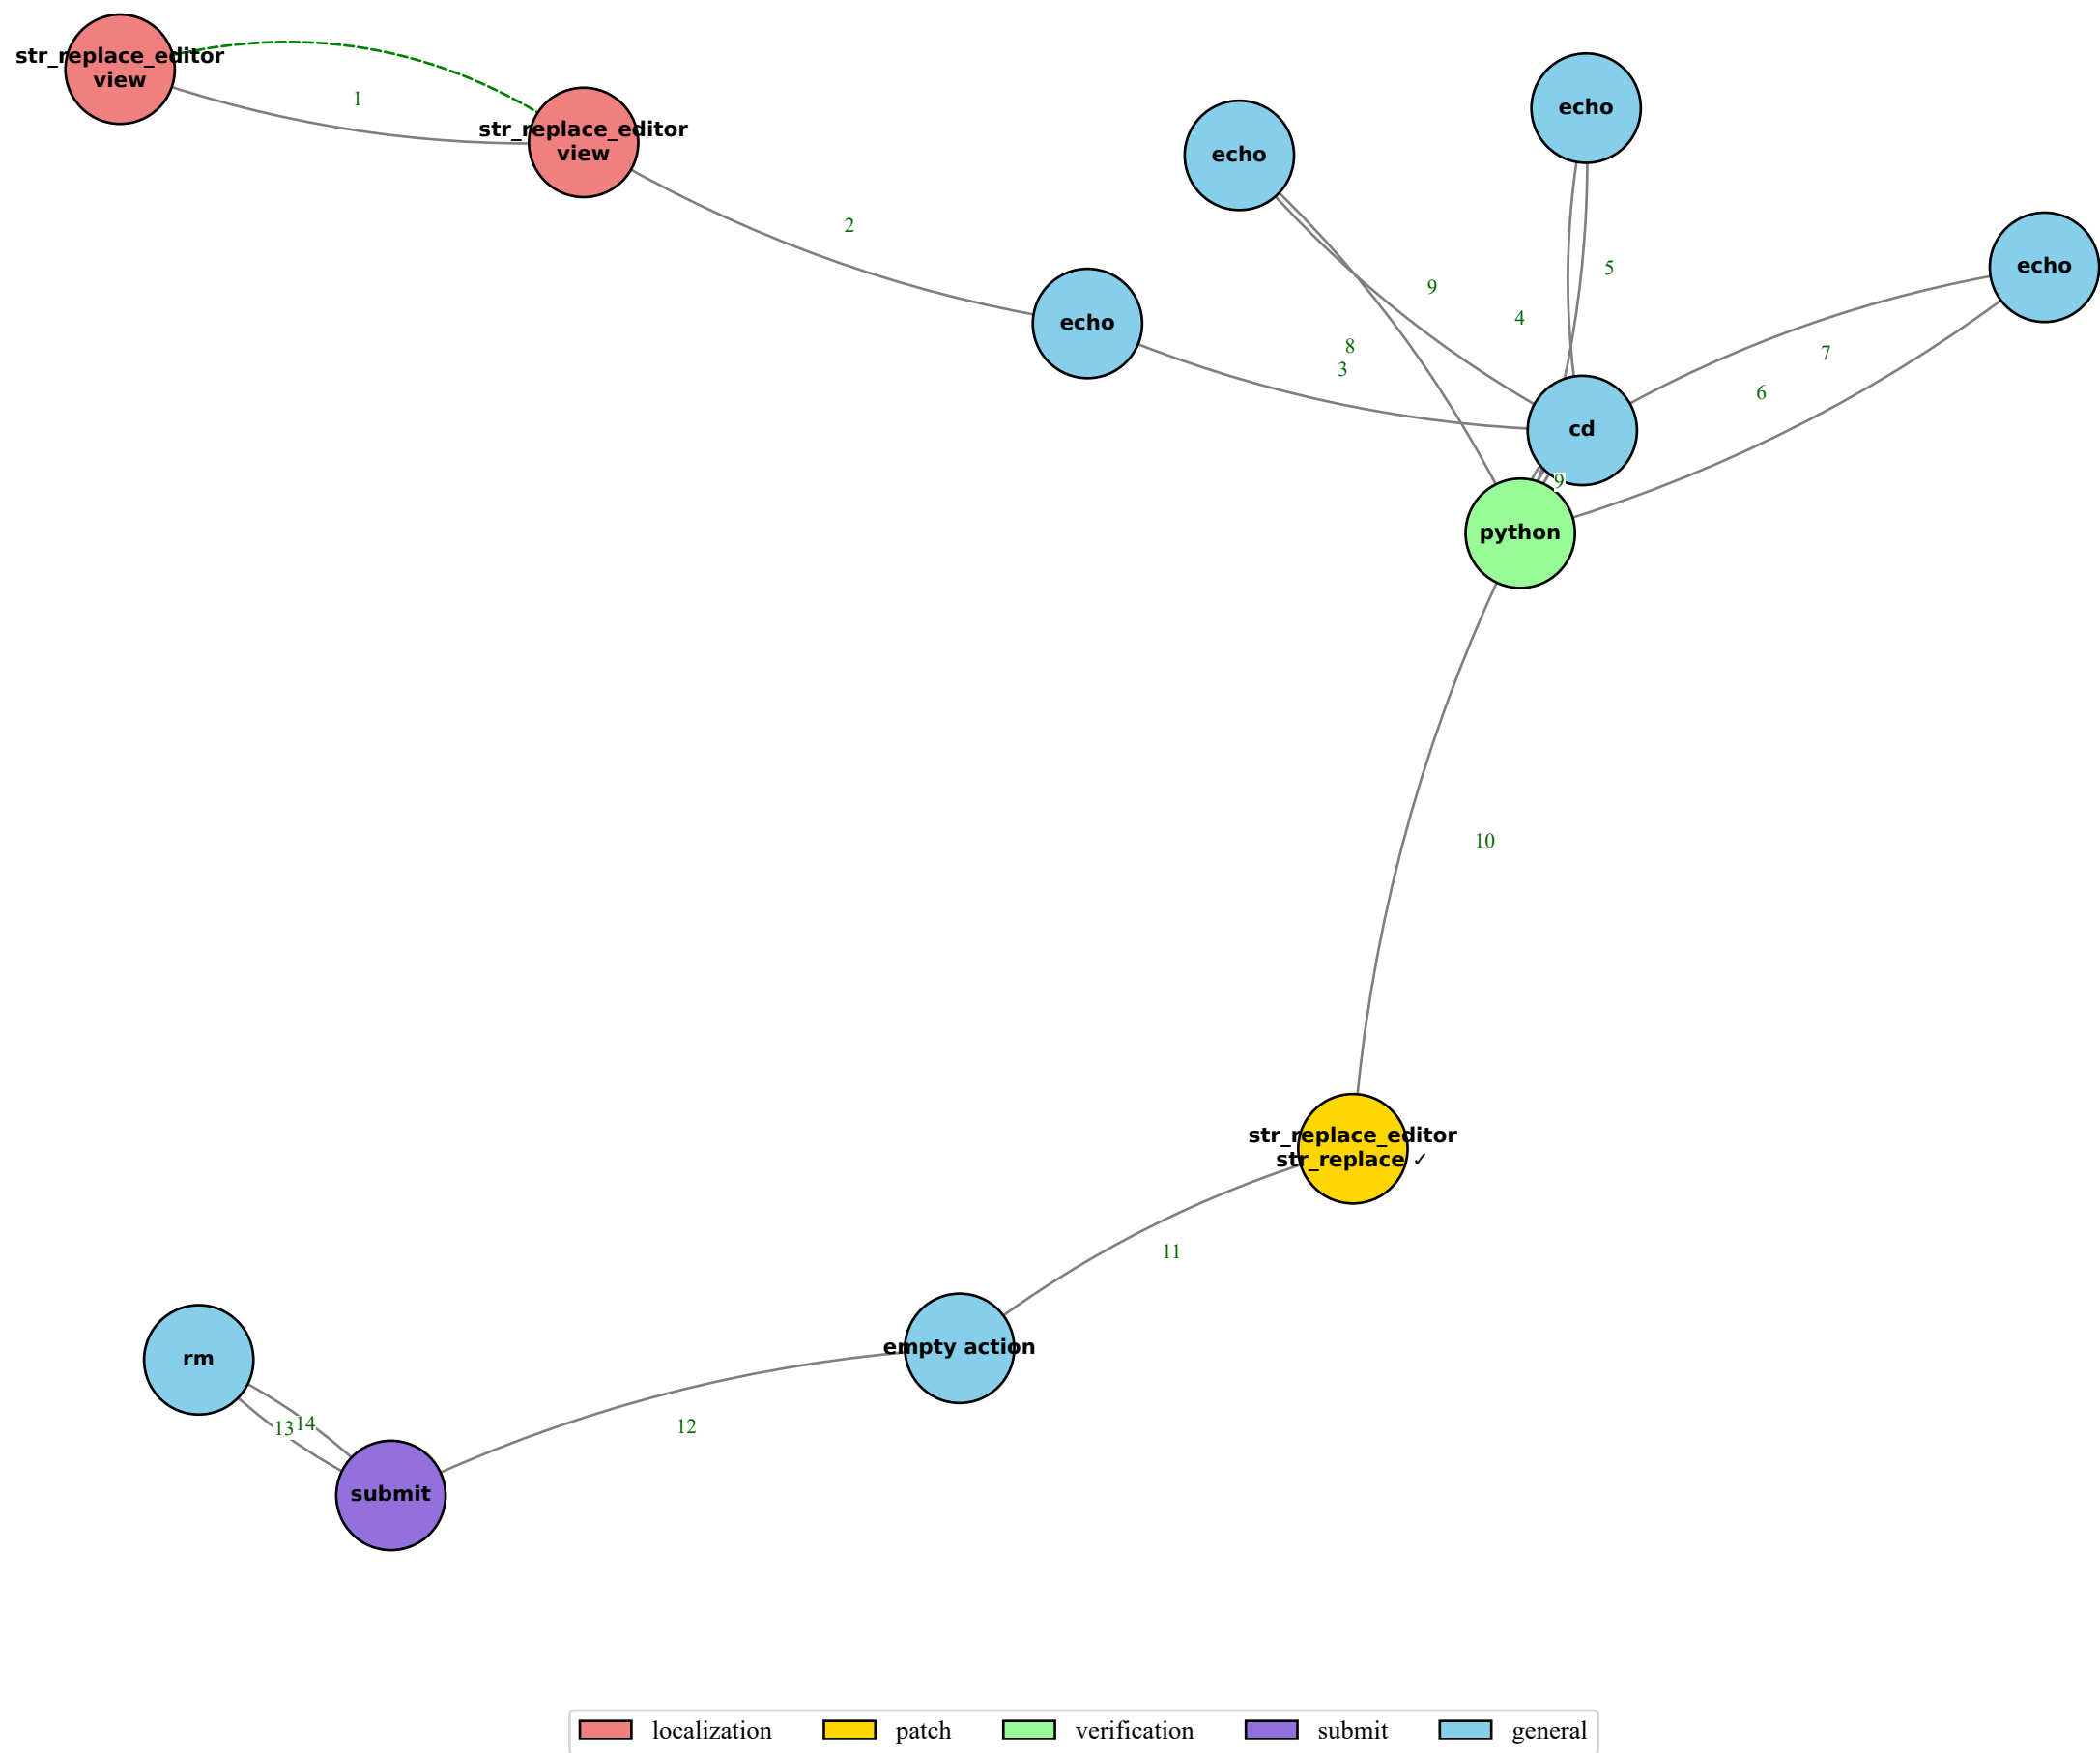 str_replace_editor
view
1
str_replace_editor
view
2
echo
echo
echo
echo
9
5
4
8
3
7
6
cd
9
python
10
str_replace_editor
str_replace ✓
11
empty action
12
rm
13
14
submit
localization
patch
verification
submit
general